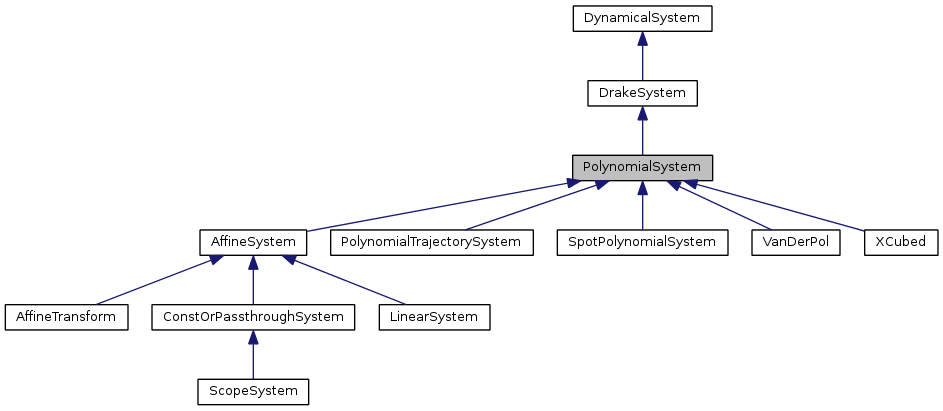 DynamicalSystem
DrakeSystem
PolynomialSystem
AffineSystem
PolynomialTrajectorySystem
SpotPolynomialSystem
VanDerPol
XCubed
AffineTransform
ConstOrPassthroughSystem
LinearSystem
ScopeSystem